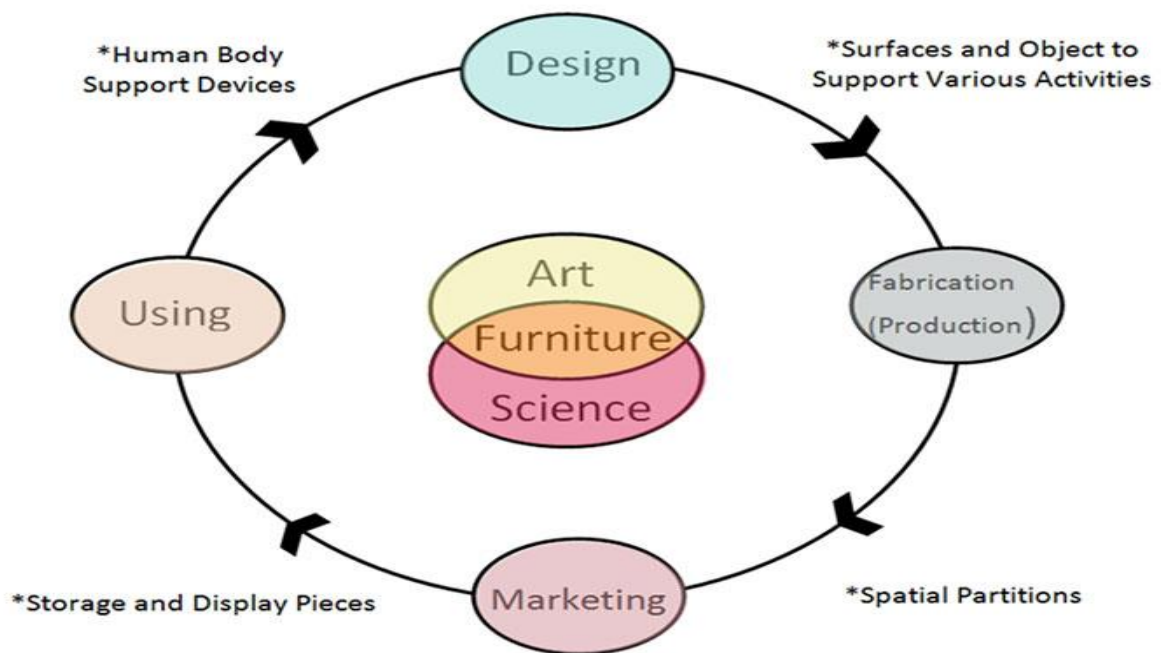 Design
*Human Body
Support Devices
*Surfaces and Object to
Support Various Activities
Art
Furniture
Science
Using
Fabrication
(Production)
Marketing
*Storage and Display Pieces
*Spatial Partitions